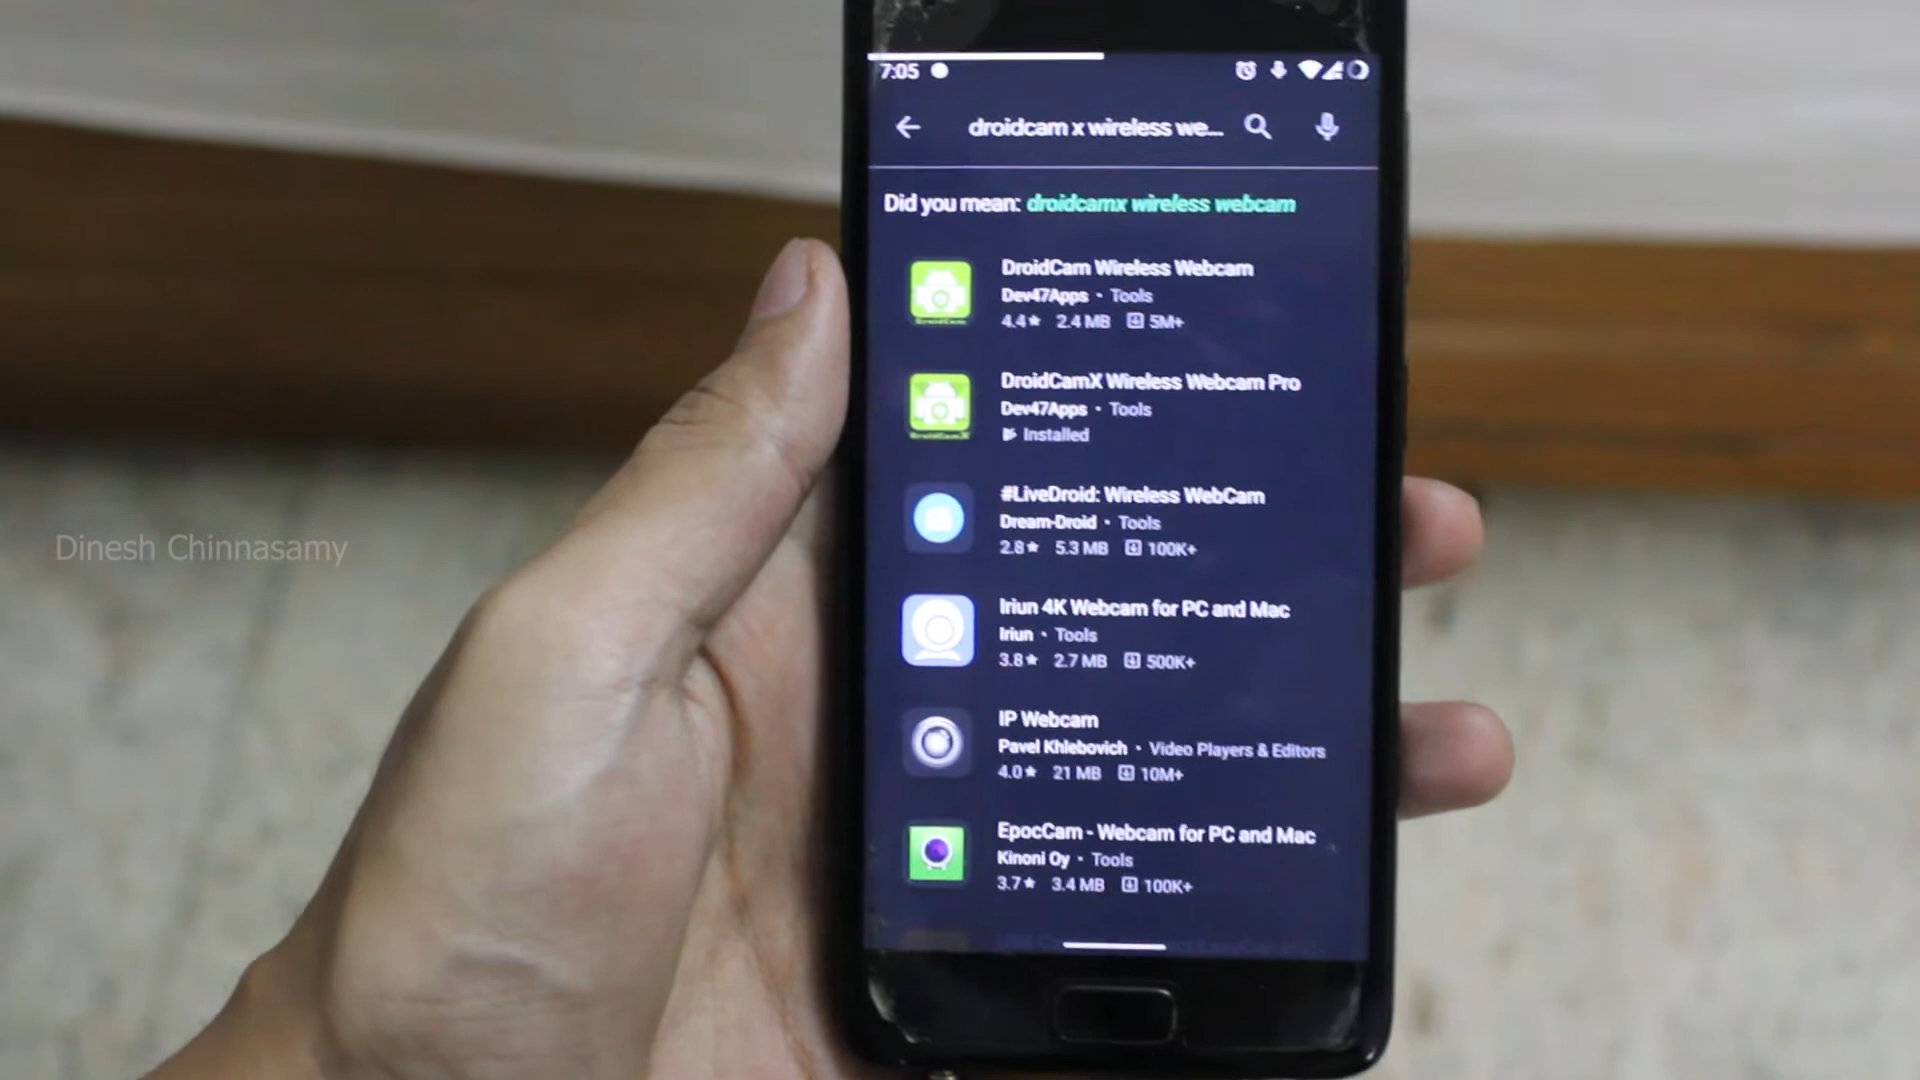 7:05
droidcam x wireless we...
Did you mean: droidcamx wireless webcam
DroidCam Wireless Webcam
Dev47Apps • Tools
4.4★ 2.4 MB 5M+
DroidCamX Wireless Webcam Pro
Dev47Apps • Tools
Installed
#LiveDroid: Wireless WebCam
Dream-Droid • Tools
2.8★ 5.3 MB 100K+
Dinesh Chinnasamy
Iriun 4K Webcam for PC and Mac
Iriun • Tools
3.8★ 2.7 MB 500K+
IP Webcam
Pavel Khlebovich • Video Players & Editors
4.0★ 21 MB 10M+
EpocCam - Webcam for PC and Mac
Kinoni Oy • Tools
3.7★ 3.4 MB 100K+